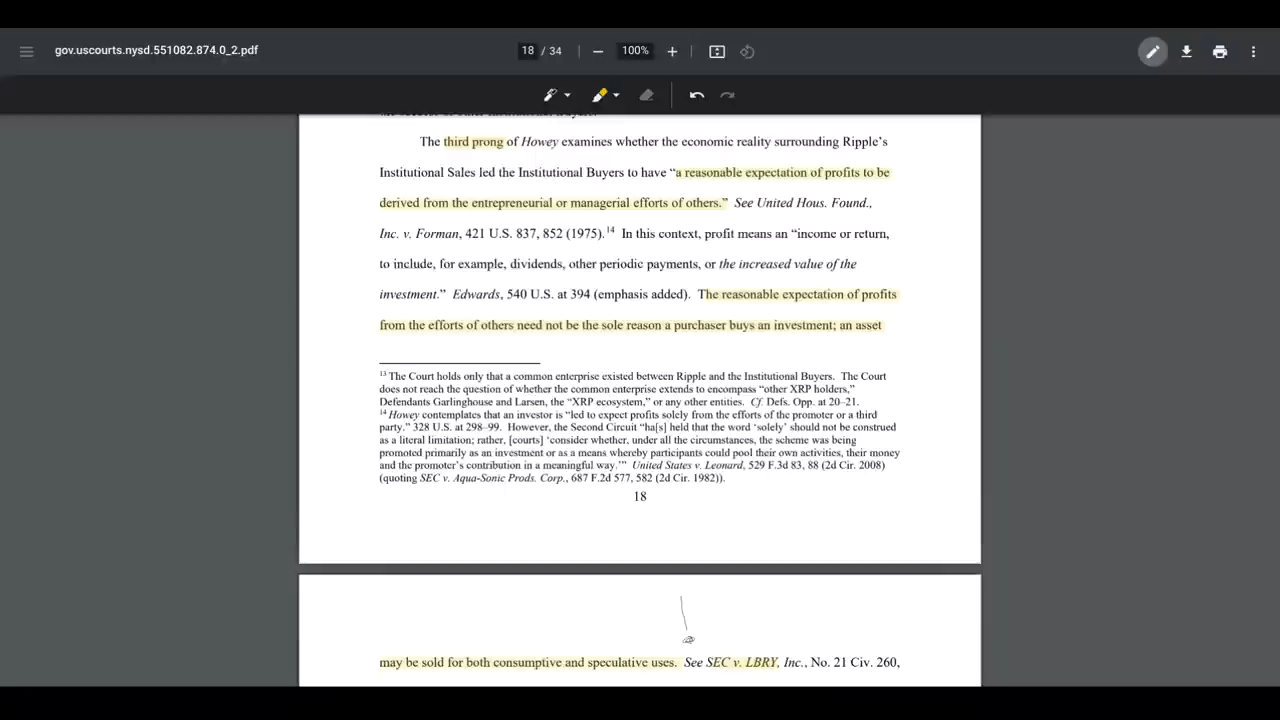 gov.uscourts.nysd.551082.874.0_2.pdf
18 / 34
100%
The third prong of Howey examines whether the economic reality surrounding Ripple’s
Institutional Sales led the Institutional Buyers to have “a reasonable expectation of profits to be
derived from the entrepreneurial or managerial efforts of others.” See United Hous. Found.,
Inc. v. Forman, 421 U.S. 837, 852 (1975).14 In this context, profit means an “income or return,
to include, for example, dividends, other periodic payments, or the increased value of the
investment.” Edwards, 540 U.S. at 394 (emphasis added). The reasonable expectation of profits
from the efforts of others need not be the sole reason a purchaser buys an investment; an asset
13 The Court holds only that a common enterprise existed between Ripple and the Institutional Buyers. The Court
does not reach the question of whether the common enterprise extends to encompass “other XRP holders,”
Defendants Garlinghouse and Larsen, the “XRP ecosystem,” or any other entities. Cf. Defs. Opp. at 20–21.
14 Howey contemplates that an investor is “led to expect profits solely from the efforts of the promoter or a third
party.” 328 U.S. at 298–99. However, the Second Circuit “ha[s] held that the word ‘solely’ should not be construed
as a literal limitation; rather, [courts] ‘consider whether, under all the circumstances, the scheme was being
promoted primarily as an investment or as a means whereby participants could pool their own activities, their money
and the promoter’s contribution in a meaningful way.’” United States v. Leonard, 529 F.3d 83, 88 (2d Cir. 2008)
(quoting SEC v. Aqua-Sonic Prods. Corp., 687 F.2d 577, 582 (2d Cir. 1982)).
18
may be sold for both consumptive and speculative uses. See SEC v. LBRY, Inc., No. 21 Civ. 260,